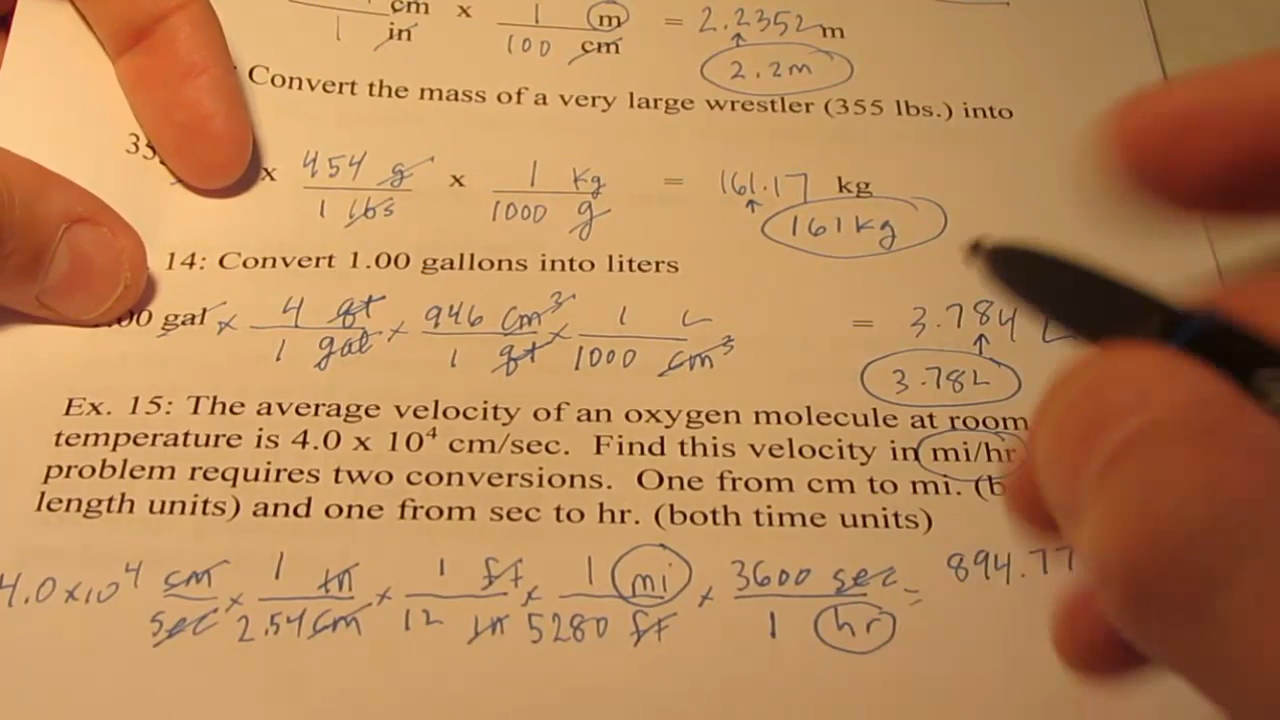 cm x 1 m = 2.2352 m
1 in 100 cm
2.2m
Convert the mass of a very large wrestler (355 lbs.) into
x 454 g x 1 kg = 161.17 kg
1 lbs 1000 g
161kg
14: Convert 1.00 gallons into liters
gal x 4 qt x 946 cm³ x 1 L = 3.784 L
1 gal 1 qt 1000 cm³
3.78L
Ex. 15: The average velocity of an oxygen molecule at room
temperature is 4.0 x 10⁴ cm/sec. Find this velocity in mi/hr
problem requires two conversions. One from cm to mi. (b
length units) and one from sec to hr. (both time units)
4.0x10⁴ cm x 1 in x 1 ft x 1 mi x 3600 sec = 894.77
sec 2.54cm 12 in 5280 ft 1 hr